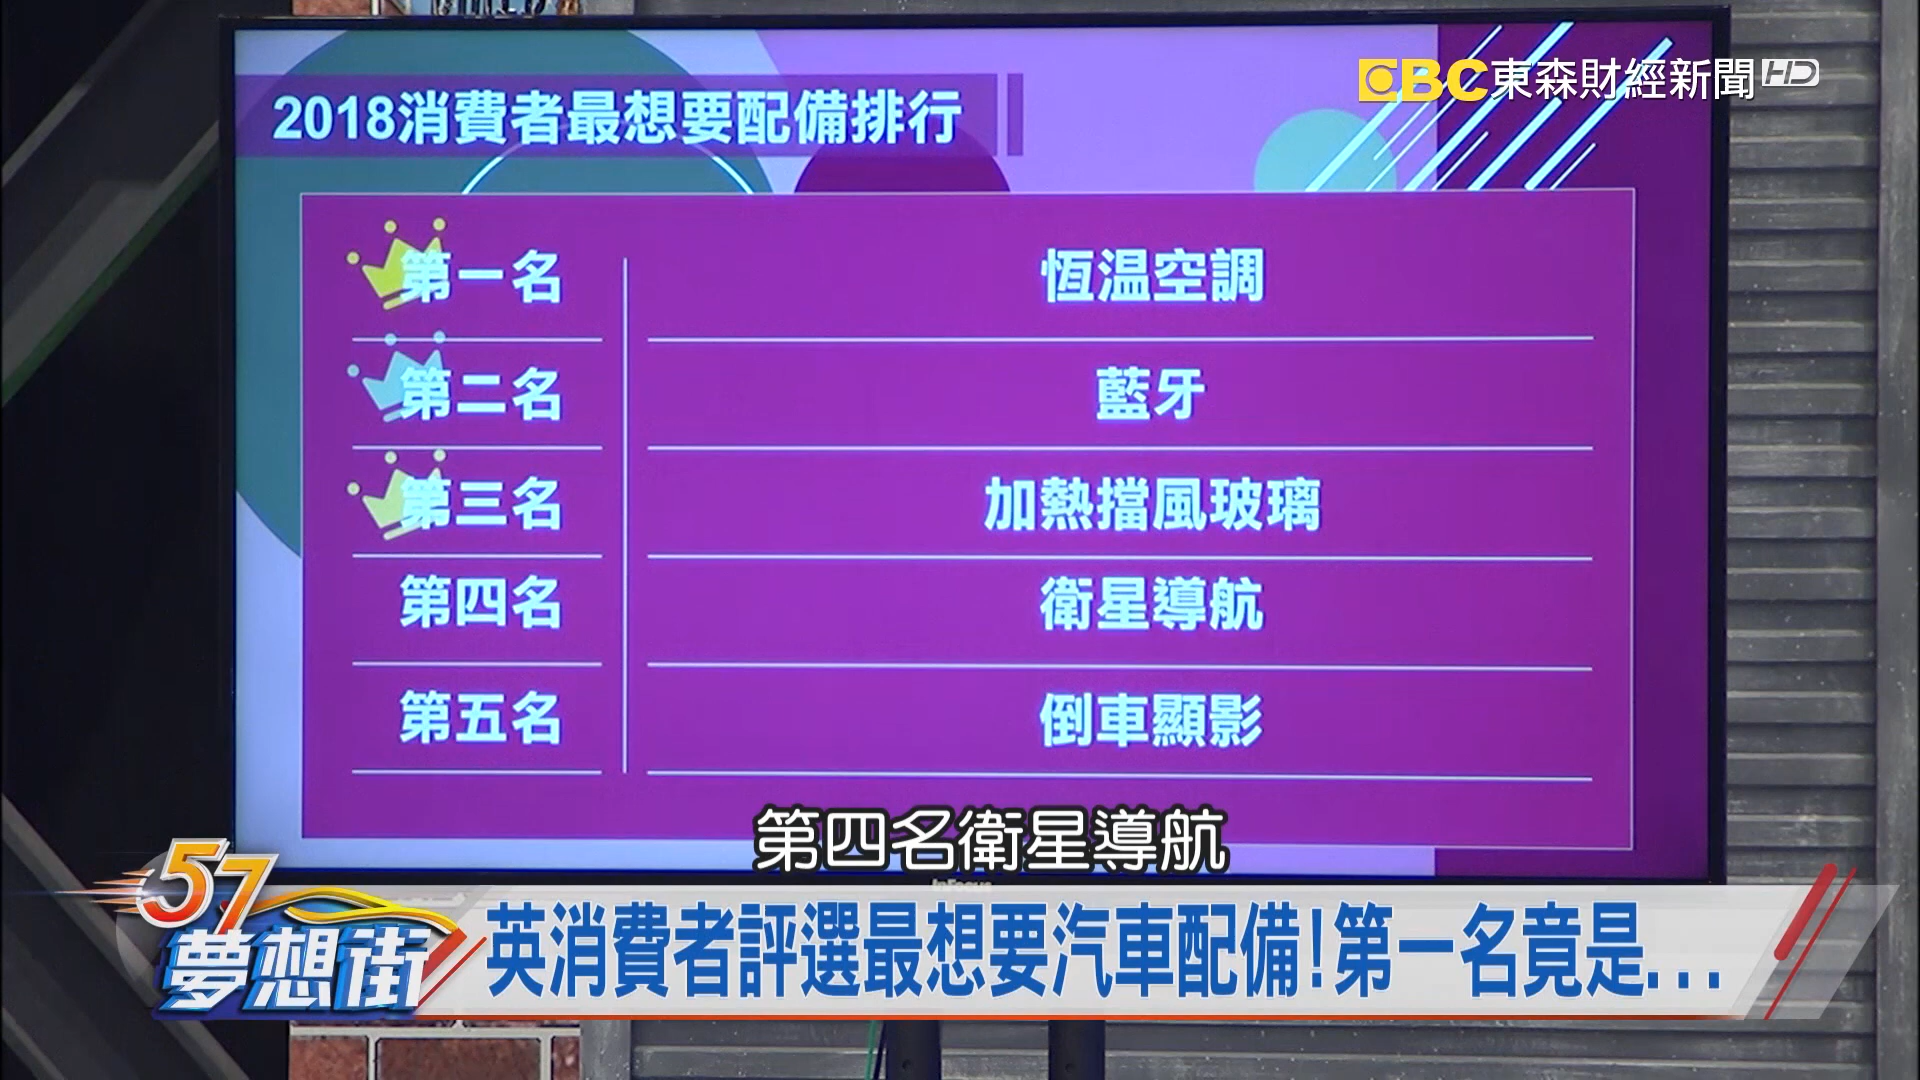 EBC東森財經新聞HD
2018消費者最想要配備排行
第一名 恆温空調
第二名 藍牙
第三名 加熱擋風玻璃
第四名 衛星導航
第五名 倒車顯影
第四名衛星導航
InFocus
57夢想街
英消費者評選最想要汽車配備!第一名竟是...